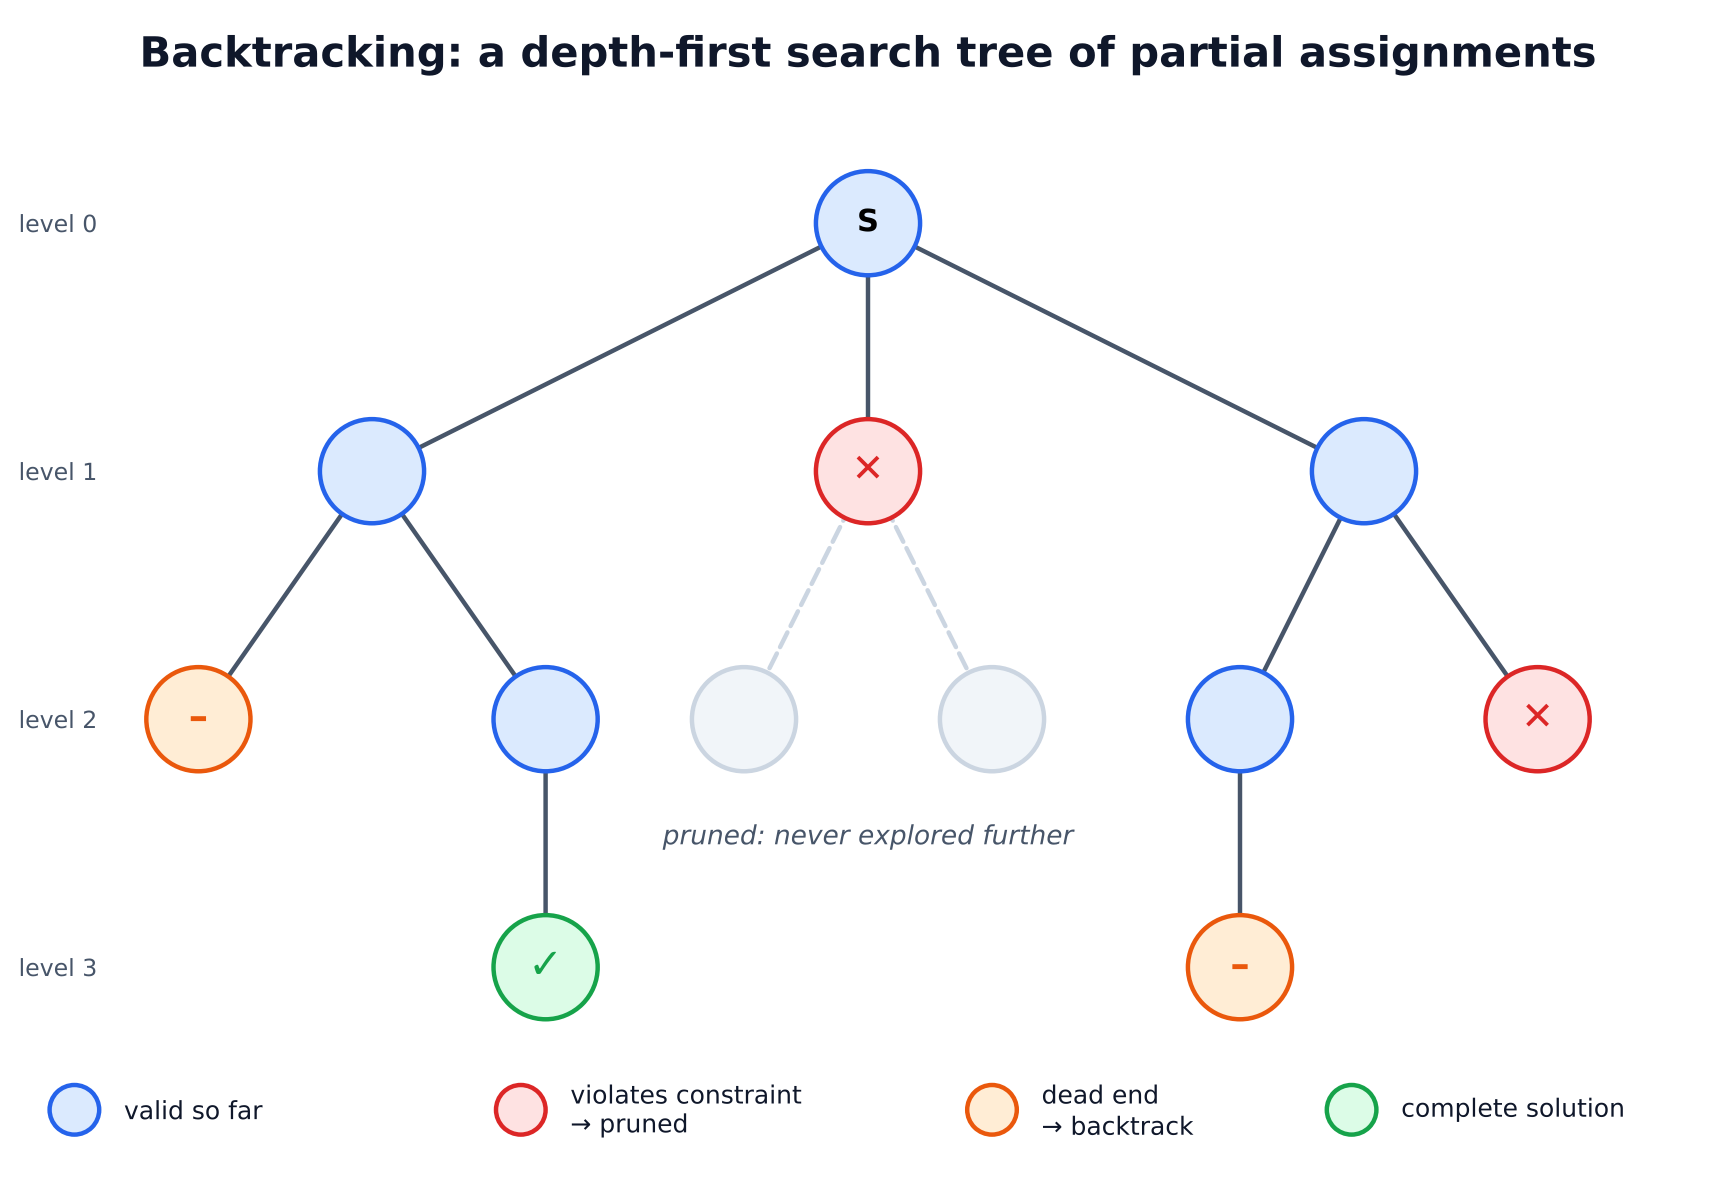 Backtracking: a depth-first search tree of partial assignments
level 0
S
level 1
✕
level 2
–
✕
pruned: never explored further
level 3
✓
–
valid so far
violates constraint
→ pruned
dead end
→ backtrack
complete solution